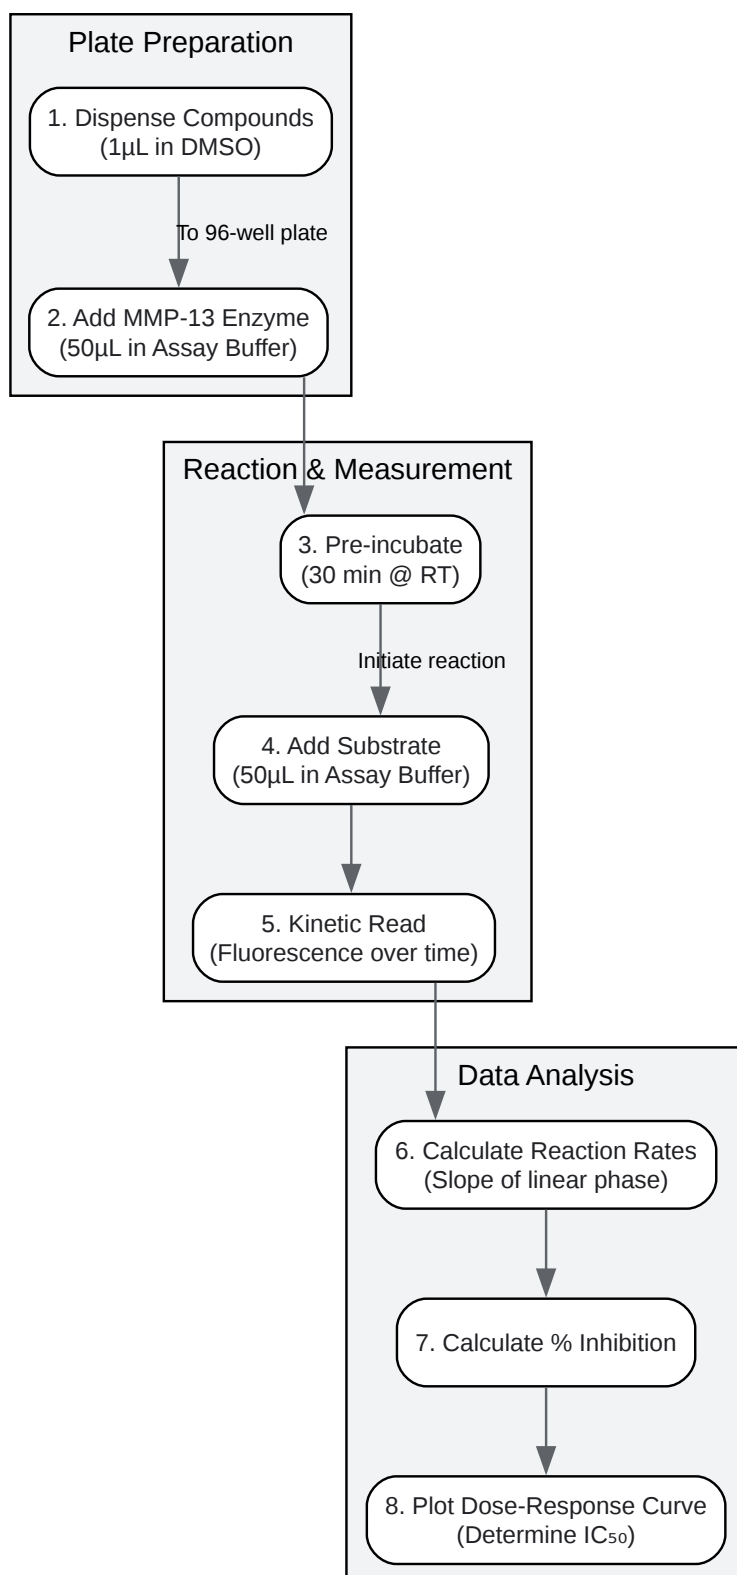 Plate Preparation
1. Dispense Compounds
(1µL in DMSO)
To 96-well plate
2. Add MMP-13 Enzyme
(50µL in Assay Buffer)
Reaction & Measurement
3. Pre-incubate
(30 min @ RT)
Initiate reaction
4. Add Substrate
(50µL in Assay Buffer)
5. Kinetic Read
(Fluorescence over time)
Data Analysis
6. Calculate Reaction Rates
(Slope of linear phase)
7. Calculate % Inhibition
8. Plot Dose-Response Curve
(Determine IC₅₀)